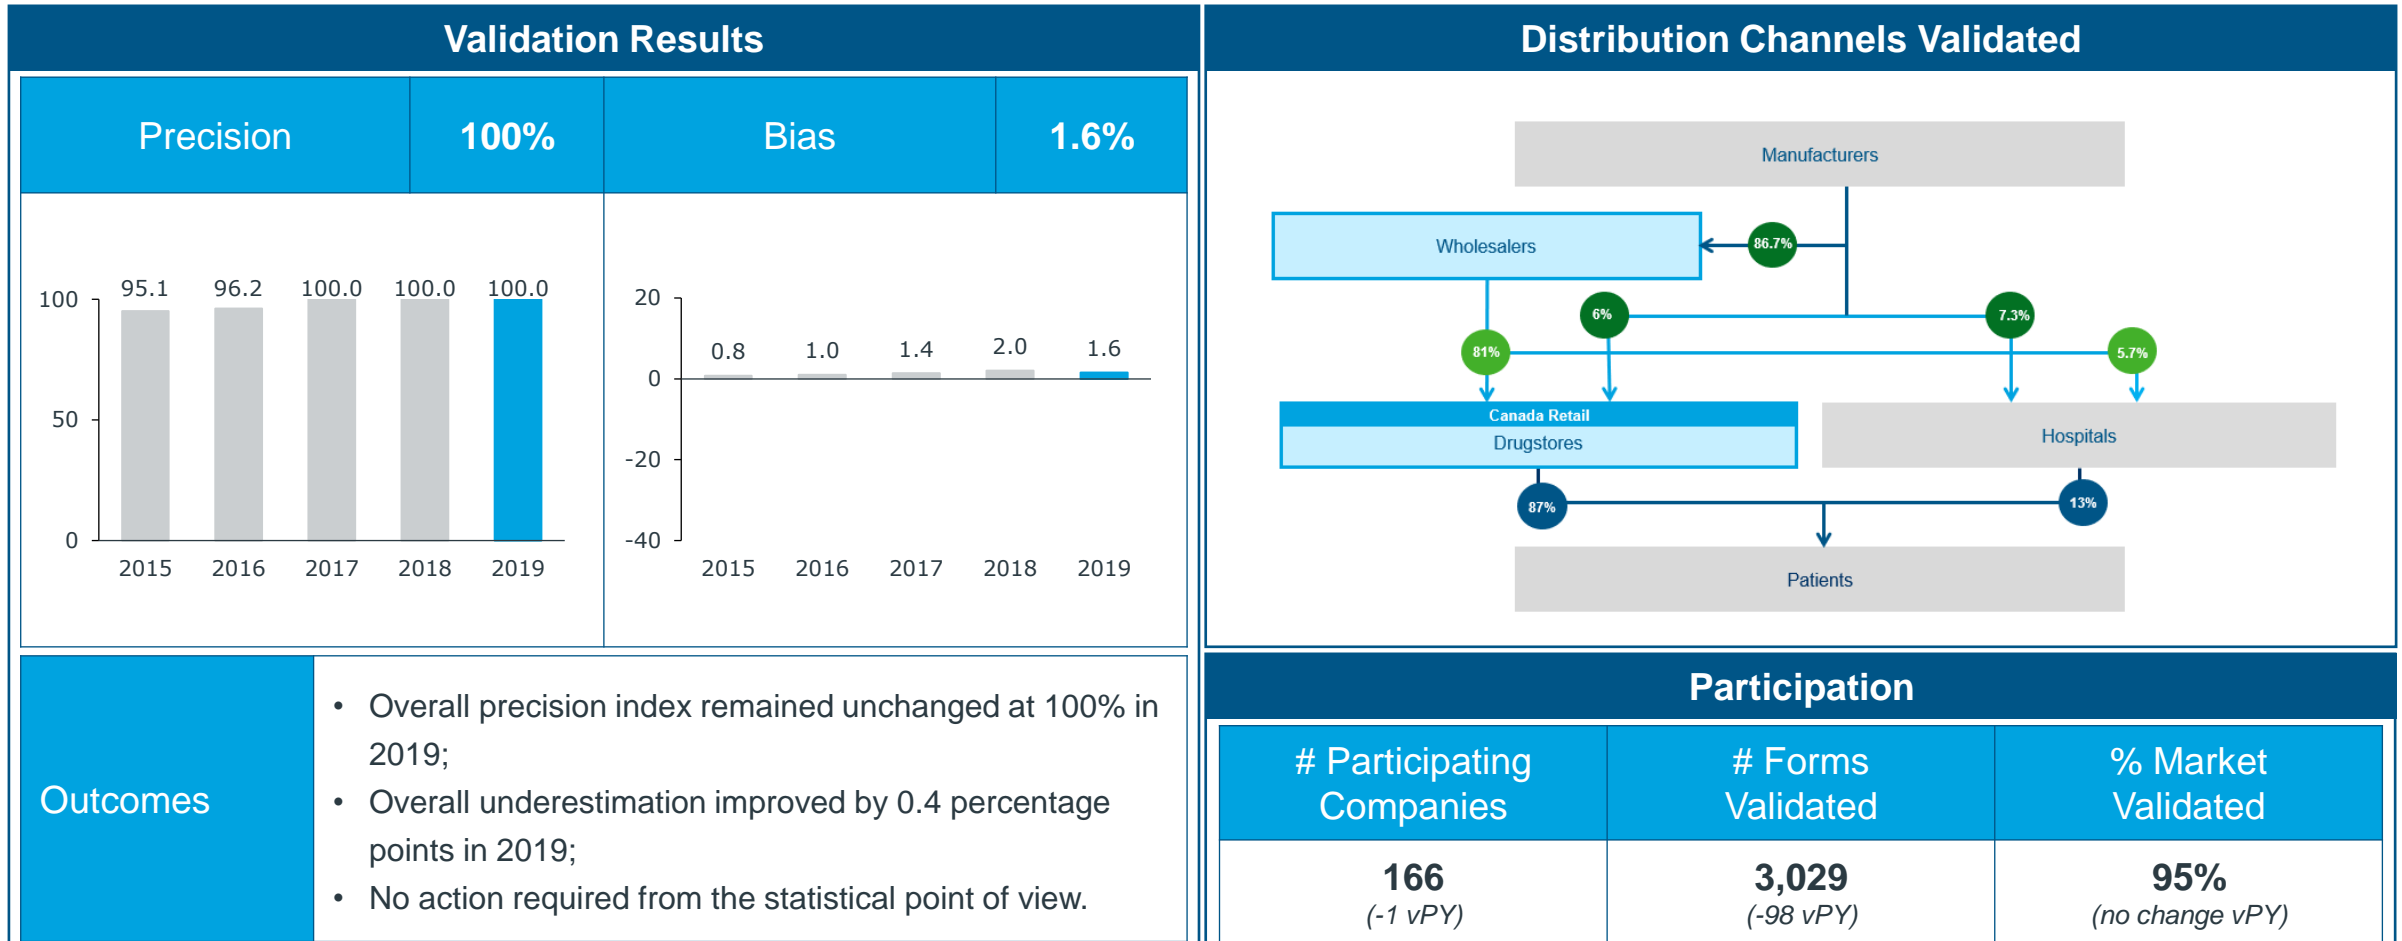 Validation Results
Precision
100%
Bias
1.6%
95.1
96.2
100.0
100.0
100.0
100
50
0
2015
2016
2017
2018
2019
20
0
-20
-40
0.8
1.0
1.4
2.0
1.6
2015
2016
2017
2018
2019
Outcomes
• Overall precision index remained unchanged at 100% in
2019;
• Overall underestimation improved by 0.4 percentage
points in 2019;
• No action required from the statistical point of view.
Distribution Channels Validated
Manufacturers
Wholesalers
86.7%
6%
7.3%
81%
5.7%
Canada Retail
Drugstores
Hospitals
87%
13%
Patients
Participation
# Participating
Companies
# Forms
Validated
% Market
Validated
166
(-1 vPY)
3,029
(-98 vPY)
95%
(no change vPY)